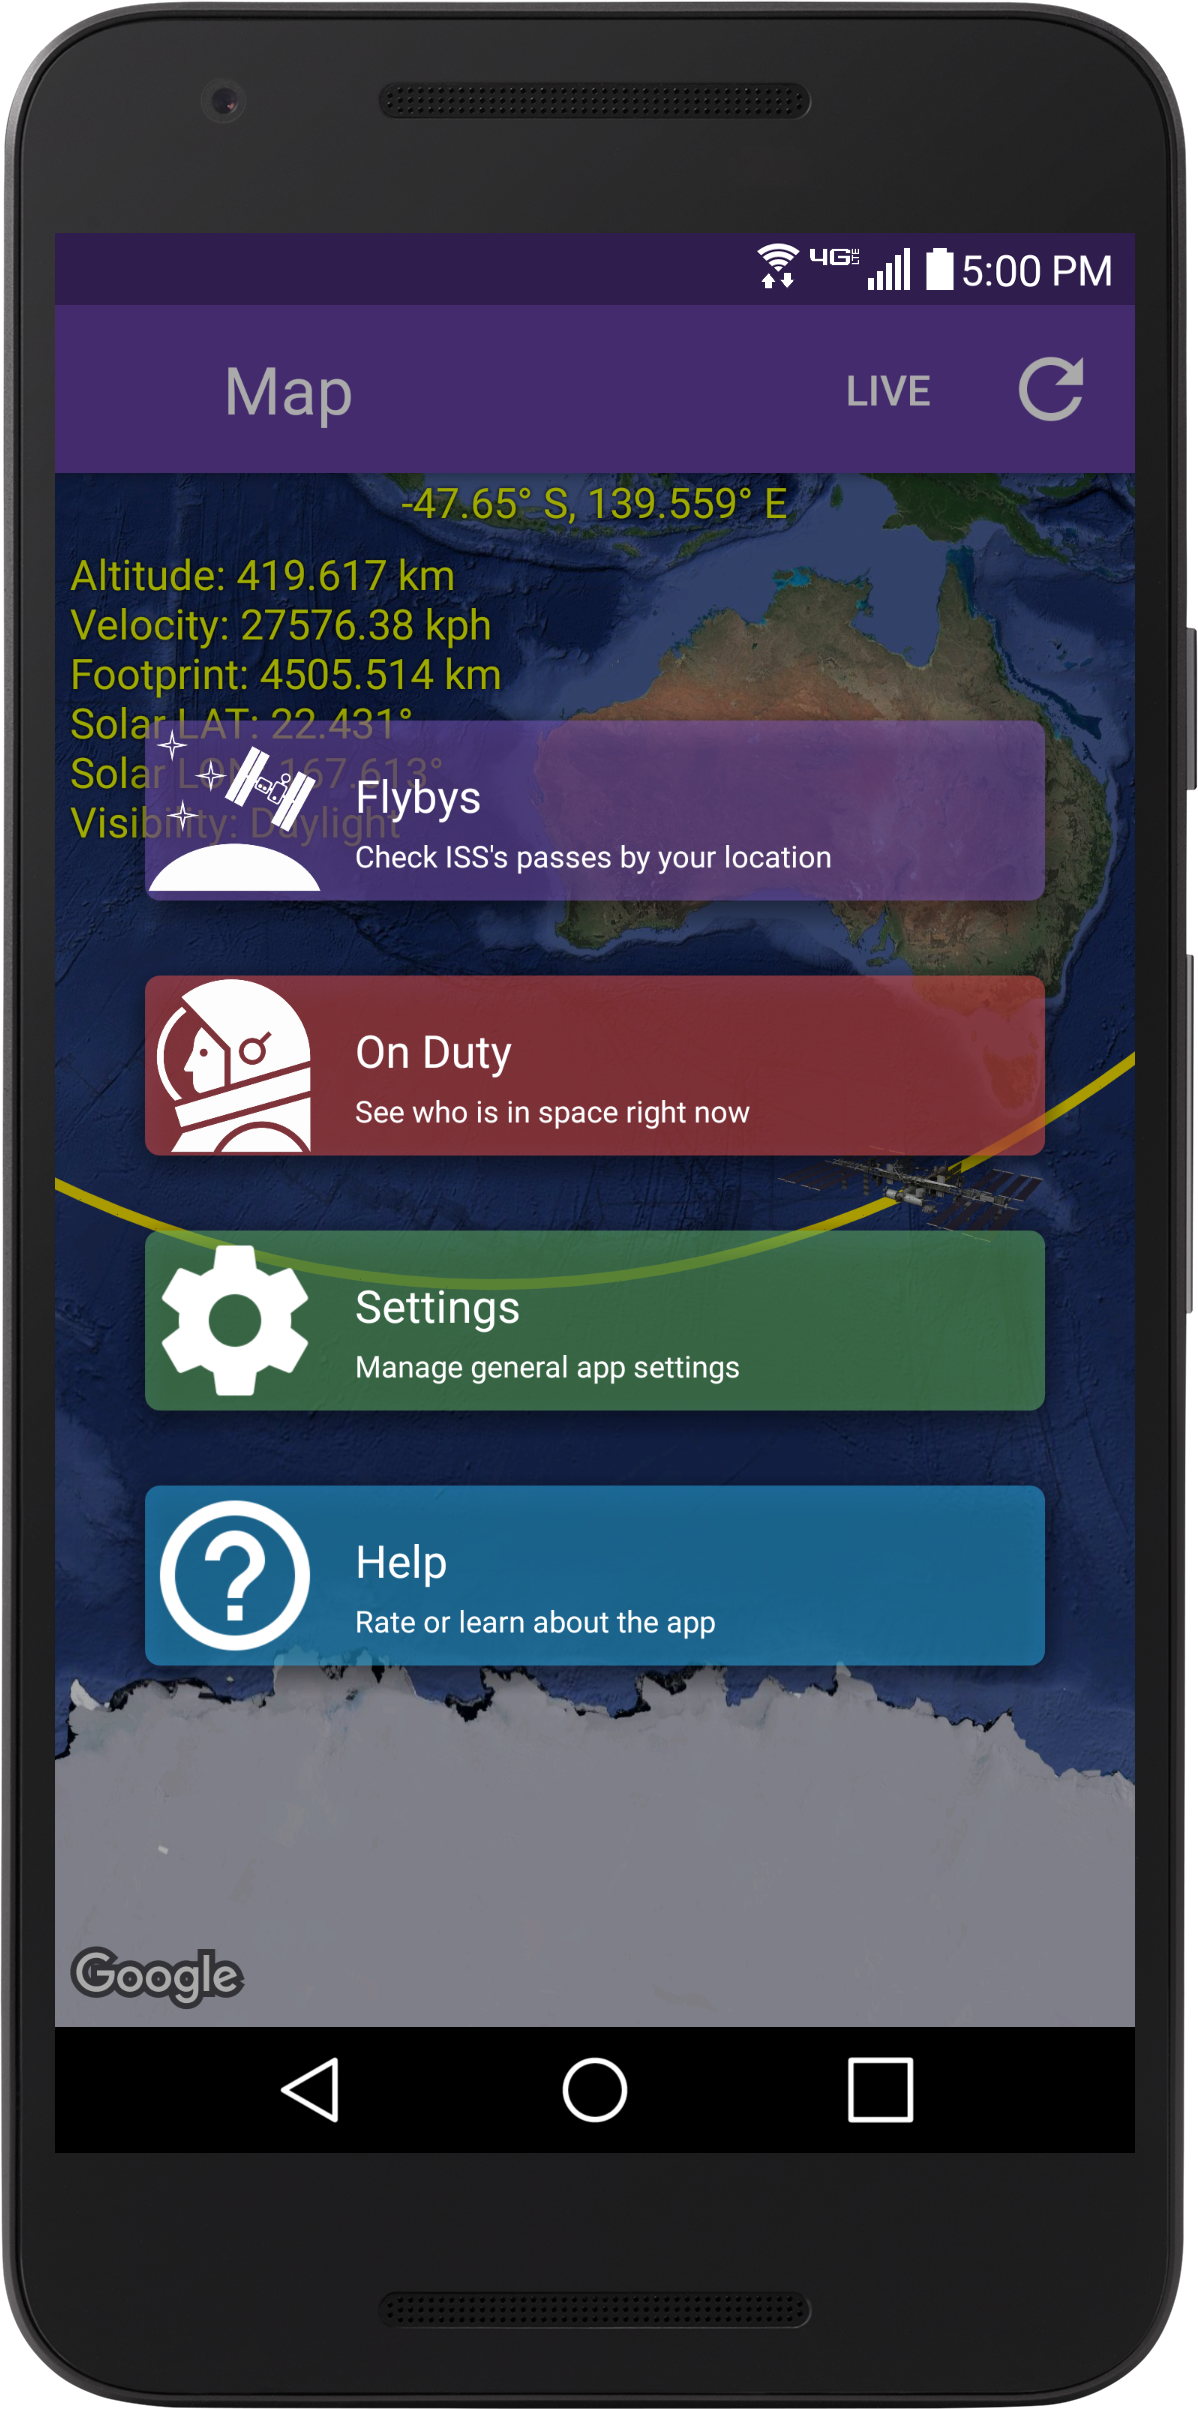 4G LTE 5:00 PM
Map LIVE
-47.65° S, 139.559° E
Altitude: 419.617 km
Velocity: 27576.38 kph
Footprint: 4505.514 km
Solar LAT: 22.431°
Solar LON: 167.613°
Visibility: Daylight
Flybys
Check ISS's passes by your location
On Duty
See who is in space right now
Settings
Manage general app settings
?
Help
Rate or learn about the app
Google